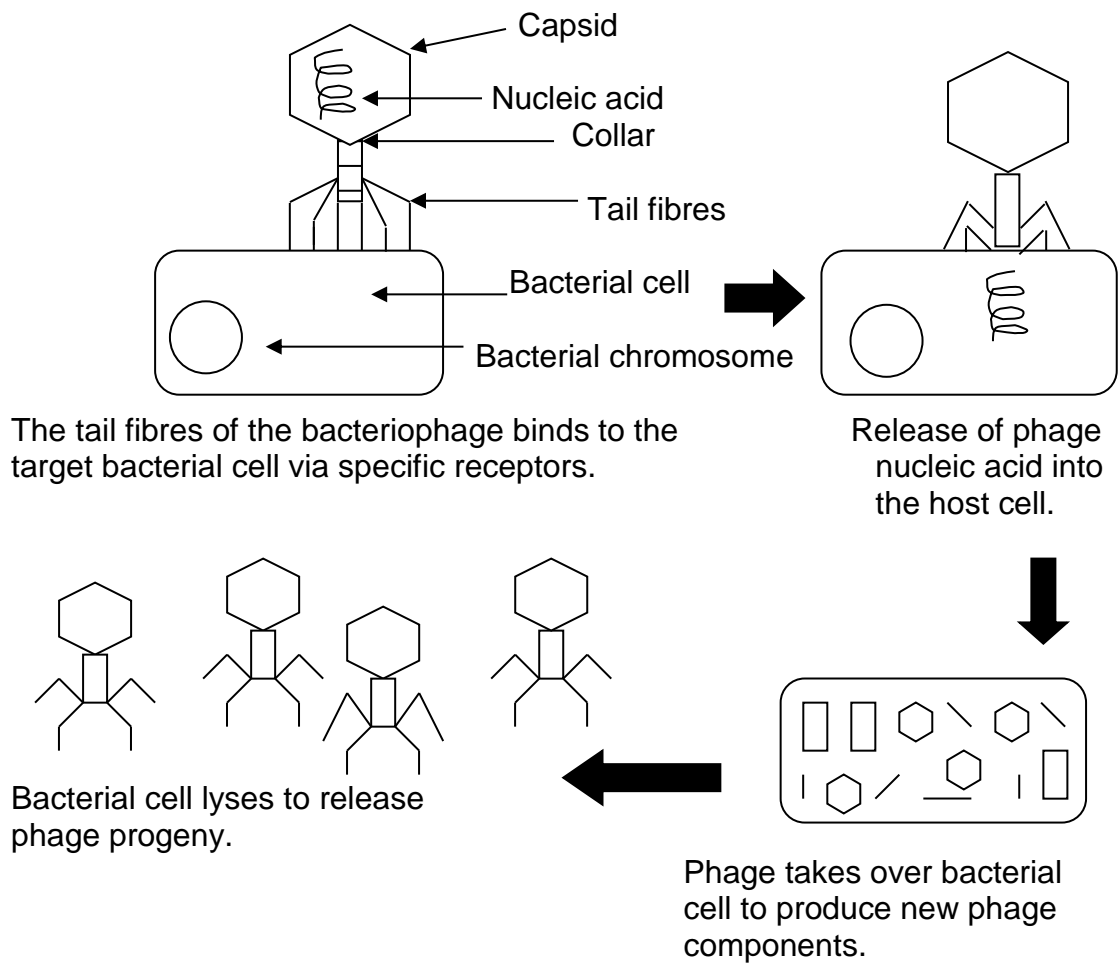 Capsid
Nucleic acid
Collar
Tail fibres
Bacterial cell
Bacterial chromosome
The tail fibres of the bacteriophage binds to the
target bacterial cell via specific receptors.
Release of phage
nucleic acid into
the host cell.
Bacterial cell lyses to release
phage progeny.
Phage takes over bacterial
cell to produce new phage
components.